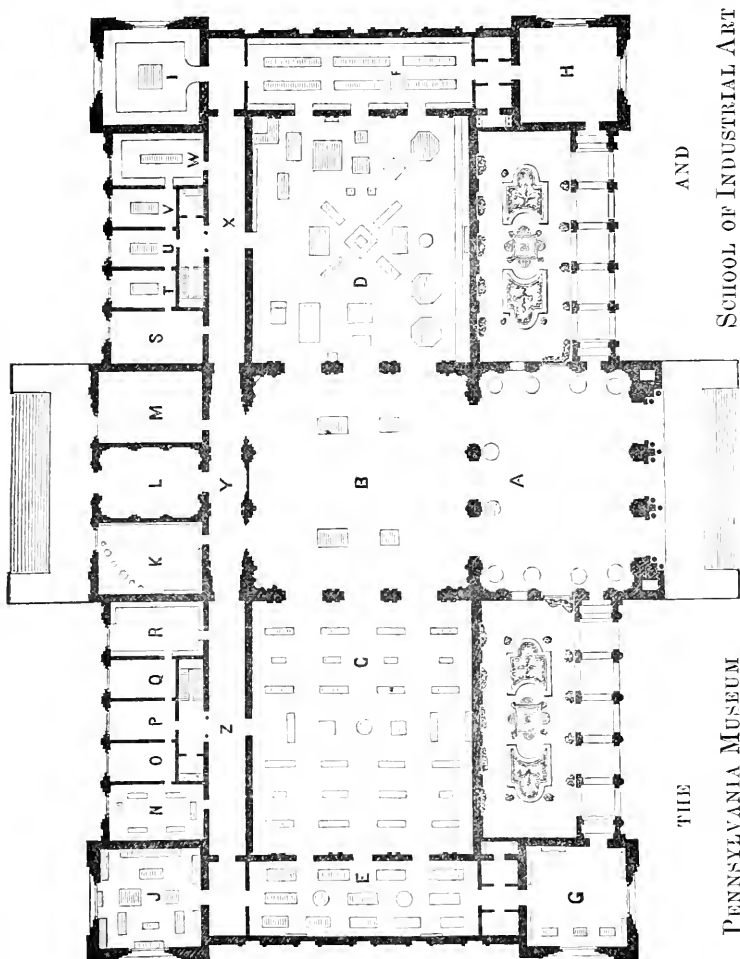 I
W
V
U
T
S
M
L
K
R
Q
P
O
N
J
X
Y
Z
F
D
B
C
E
H
A
G
THE
PENNSYLVANIA MUSEUM
AND
SCHOOL OF INDUSTRIAL ART